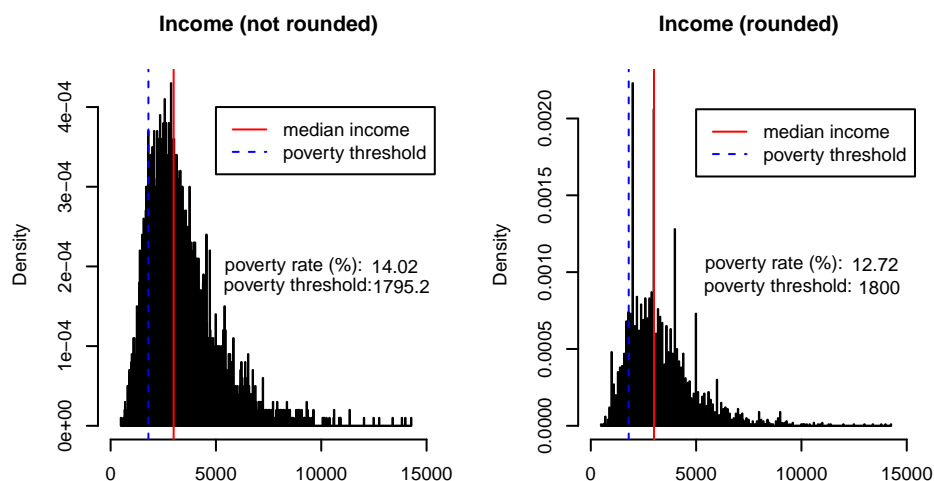 Income (not rounded)
Density
4e−04
3e−04
2e−04
1e−04
0e+00
median income
poverty threshold
poverty rate (%): 14.02
poverty threshold:1795.2
0 5000 10000 15000
Income (rounded)
Density
0.0020
0.0015
0.0010
0.0005
0.0000
median income
poverty threshold
poverty rate (%): 12.72
poverty threshold: 1800
0 5000 10000 15000